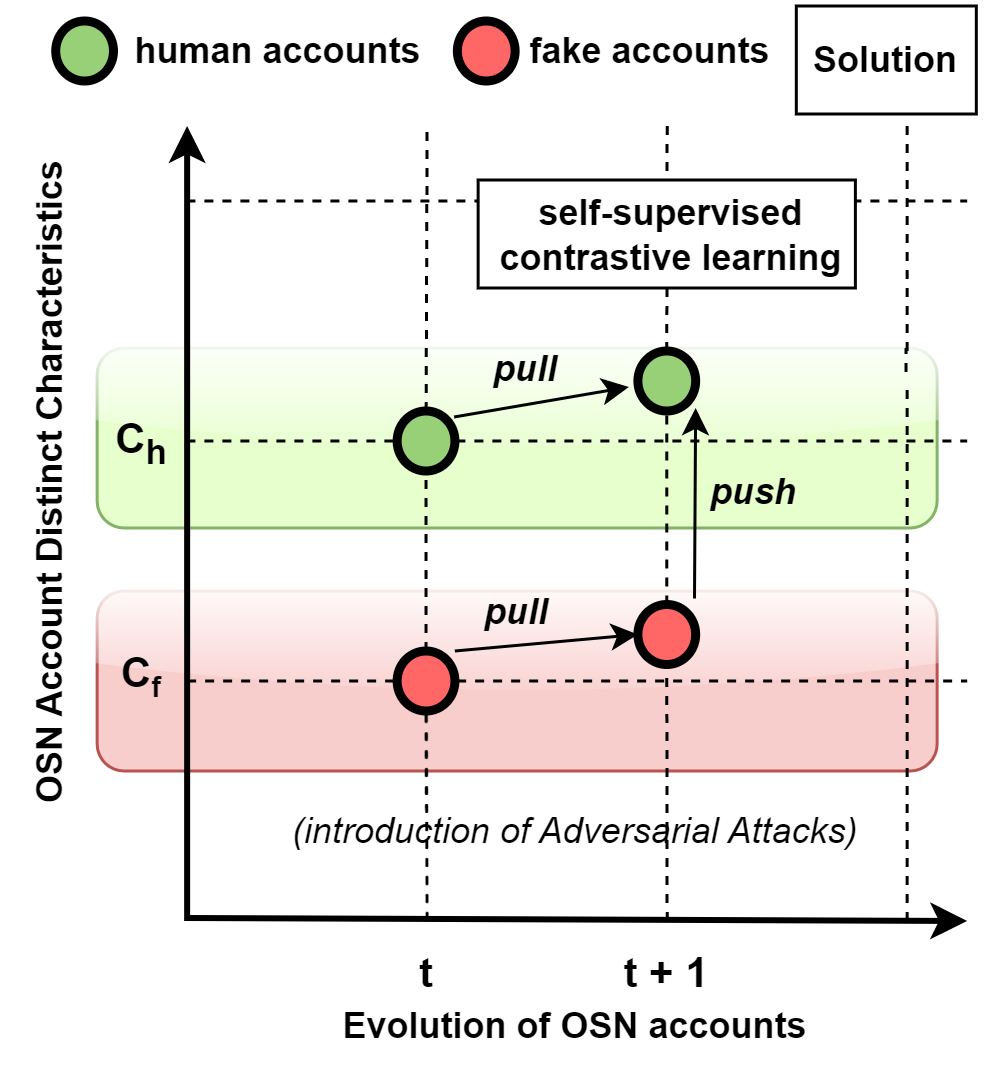 human accounts
fake accounts
Solution
OSN Account Distinct Characteristics
self-supervised
contrastive learning
pull
Ch
push
pull
Cf
(introduction of Adversarial Attacks)
t
t + 1
Evolution of OSN accounts